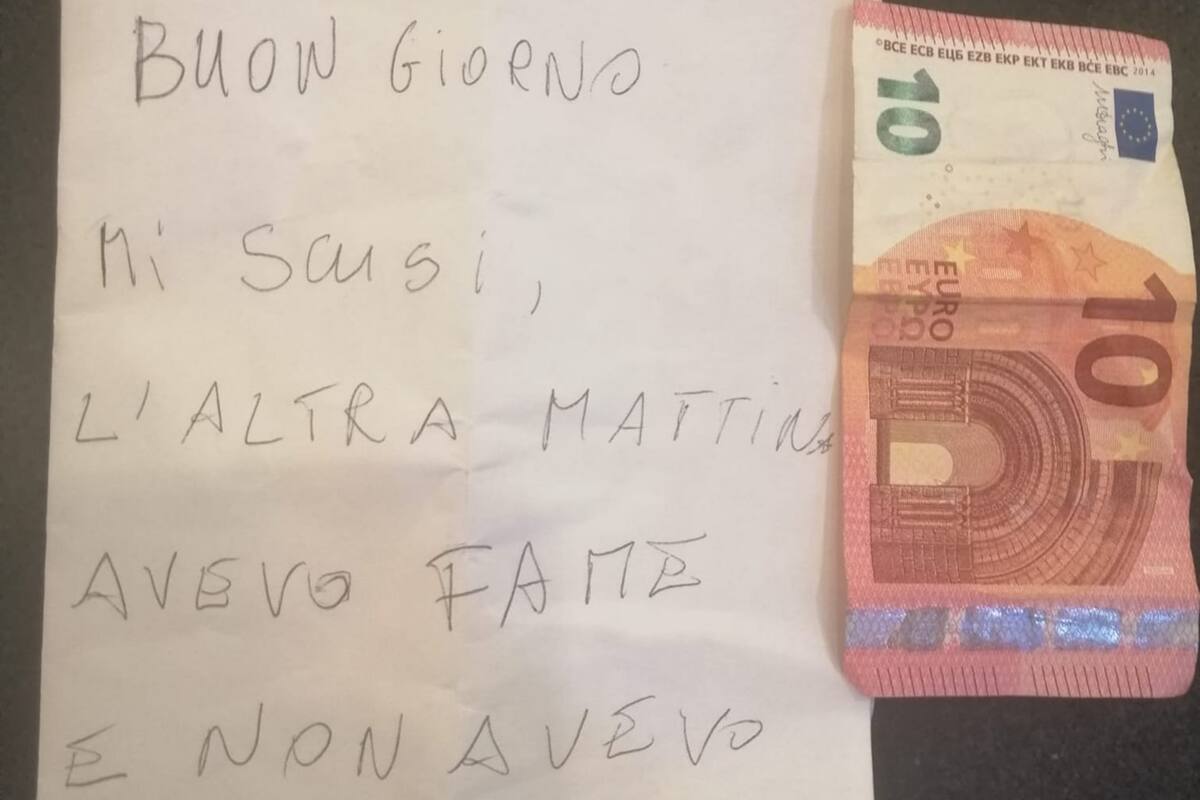 BUON GIORNO
MI SCUSI,
L'ALTRA MATTINA
AVEVO FAME
E NON AVEVO
©BCE ECB ЕЦБ EZB EKP EKT EKB BĊE EBC 2014
10
10
EURO
ΕΥΡΩ
ЕВРО